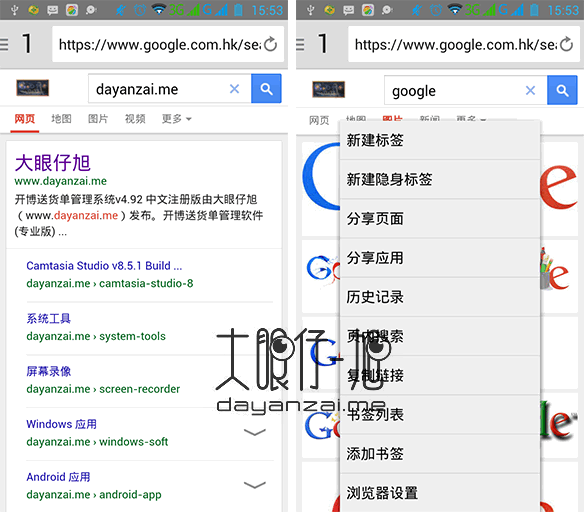 15:53
1
https://www.google.com.hk/sea
dayanzai.me
网页 地图 图片 视频 更多
大眼仔旭
www.dayanzai.me
开博送货单管理系统v4.92 中文注册版由大眼仔旭
（www.dayanzai.me）发布。开博送货单管理软件
(专业版) ...
Camtasia Studio v8.5.1 Build ...
dayanzai.me › camtasia-studio-8
系统工具
dayanzai.me › system-tools
屏幕录像
dayanzai.me › screen-recorder
Windows 应用
dayanzai.me › windows-soft
Android 应用
dayanzai.me › android-app
15:53
1
https://www.google.com.hk/sea
google
网页 地图 图片 新闻 更多
新建标签
新建隐身标签
分享页面
分享应用
历史记录
页内搜索
复制链接
书签列表
添加书签
浏览器设置
大眼仔~旭
dayanzai.me